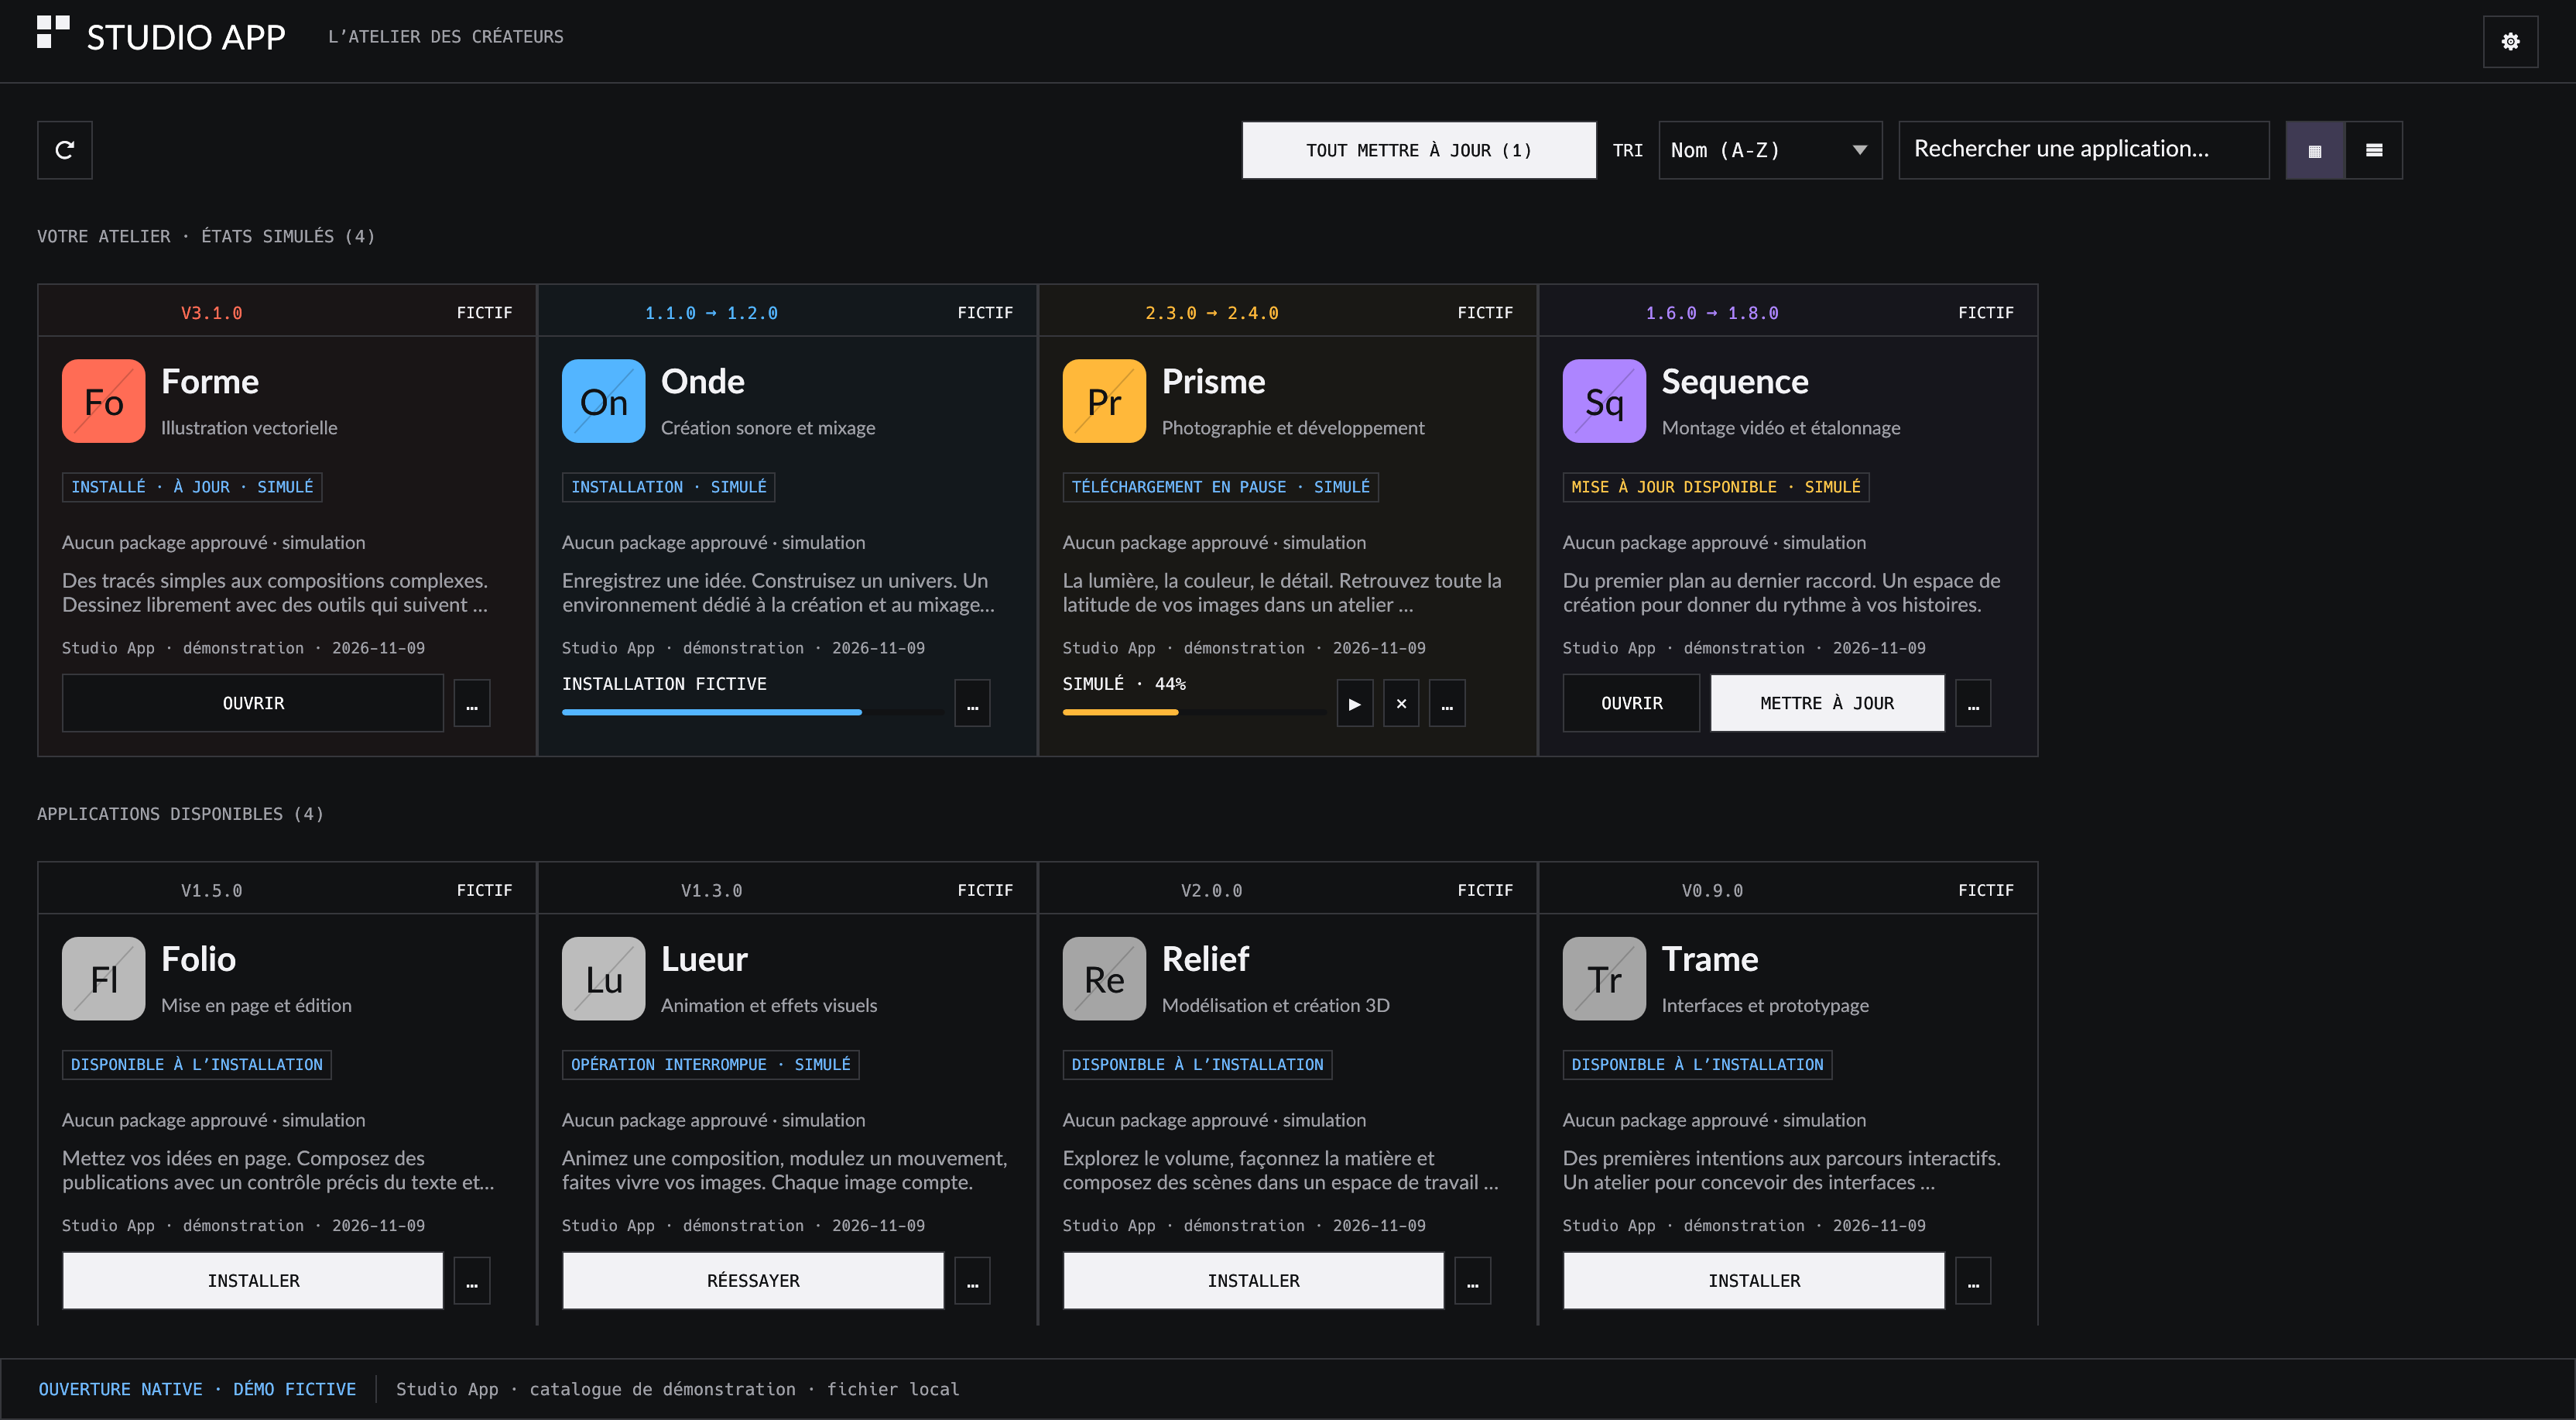 STUDIO APP
L’ATELIER DES CRÉATEURS
TOUT METTRE À JOUR (1)
TRI
Nom (A-Z)
Rechercher une application...
VOTRE ATELIER · ÉTATS SIMULÉS (4)
V3.1.0
FICTIF
Fo
Forme
Illustration vectorielle
INSTALLÉ · À JOUR · SIMULÉ
Aucun package approuvé · simulation
Des tracés simples aux compositions complexes.
Dessinez librement avec des outils qui suivent ...
Studio App · démonstration · 2026-11-09
OUVRIR
...
1.1.0 → 1.2.0
FICTIF
On
Onde
Création sonore et mixage
INSTALLATION · SIMULÉ
Aucun package approuvé · simulation
Enregistrez une idée. Construisez un univers. Un
environnement dédié à la création et au mixage...
Studio App · démonstration · 2026-11-09
INSTALLATION FICTIVE
...
2.3.0 → 2.4.0
FICTIF
Pr
Prisme
Photographie et développement
TÉLÉCHARGEMENT EN PAUSE · SIMULÉ
Aucun package approuvé · simulation
La lumière, la couleur, le détail. Retrouvez toute la
latitude de vos images dans un atelier ...
Studio App · démonstration · 2026-11-09
SIMULÉ · 44%
...
1.6.0 → 1.8.0
FICTIF
Sq
Sequence
Montage vidéo et étalonnage
MISE À JOUR DISPONIBLE · SIMULÉ
Aucun package approuvé · simulation
Du premier plan au dernier raccord. Un espace de
création pour donner du rythme à vos histoires.
Studio App · démonstration · 2026-11-09
OUVRIR
METTRE À JOUR
...
APPLICATIONS DISPONIBLES (4)
V1.5.0
FICTIF
Fl
Folio
Mise en page et édition
DISPONIBLE À L’INSTALLATION
Aucun package approuvé · simulation
Mettez vos idées en page. Composez des
publications avec un contrôle précis du texte et...
Studio App · démonstration · 2026-11-09
INSTALLER
...
V1.3.0
FICTIF
Lu
Lueur
Animation et effets visuels
OPÉRATION INTERROMPUE · SIMULÉ
Aucun package approuvé · simulation
Animez une composition, modulez un mouvement,
faites vivre vos images. Chaque image compte.
Studio App · démonstration · 2026-11-09
RÉESSAYER
...
V2.0.0
FICTIF
Re
Relief
Modélisation et création 3D
DISPONIBLE À L’INSTALLATION
Aucun package approuvé · simulation
Explorez le volume, façonnez la matière et
composez des scènes dans un espace de travail ...
Studio App · démonstration · 2026-11-09
INSTALLER
...
V0.9.0
FICTIF
Tr
Trame
Interfaces et prototypage
DISPONIBLE À L’INSTALLATION
Aucun package approuvé · simulation
Des premières intentions aux parcours interactifs.
Un atelier pour concevoir des interfaces ...
Studio App · démonstration · 2026-11-09
INSTALLER
...
OUVERTURE NATIVE · DÉMO FICTIVE
Studio App · catalogue de démonstration · fichier local